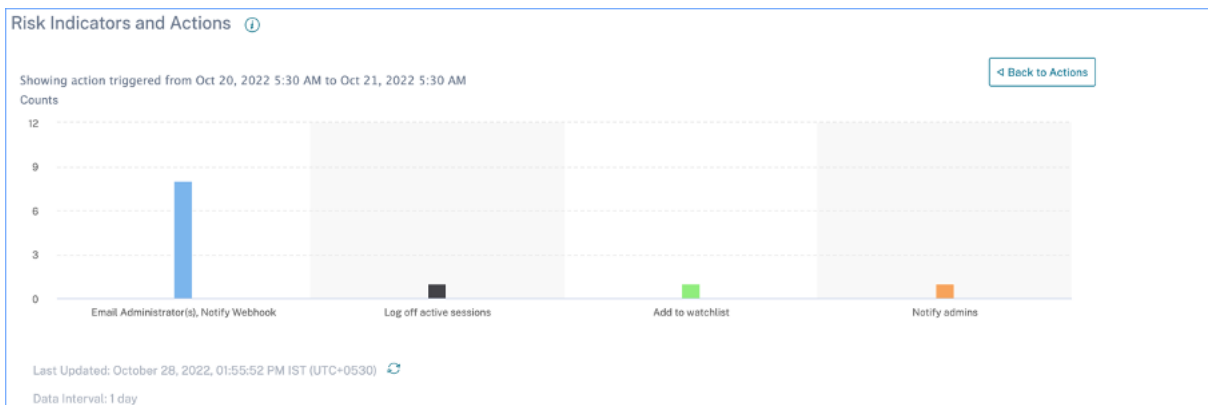 Risk Indicators and Actions
Showing action triggered from Oct 20, 2022 5:30 AM to Oct 21, 2022 5:30 AM
Back to Actions
Counts
12
9
6
3
0
Email Administrator(s), Notify Webhook Log off active sessions Add to watchlist Notify admins
Last Updated: October 28, 2022, 01:55:52 PM IST (UTC+0530)
Data Interval: 1 day